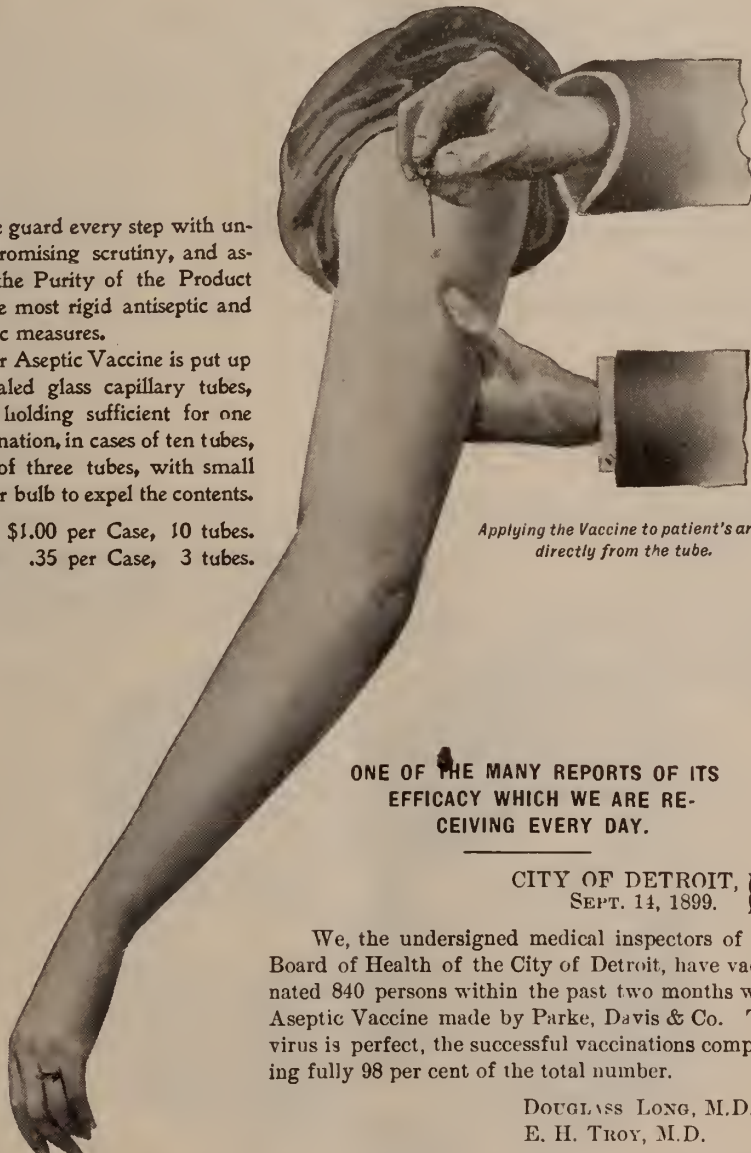 e guard every step with un-
romising scrutiny, and as-
the Purity of the Product
e most rigid antiseptic and
ic measures.
r Aseptic Vaccine is put up
aled glass capillary tubes,
holding sufficient for one
nation, in cases of ten tubes,
of three tubes, with small
r bulb to expel the contents.
$1.00 per Case, 10 tubes.
.35 per Case, 3 tubes.
Applying the Vaccine to patient's ar
directly from the tube.
ONE OF THE MANY REPORTS OF ITS
EFFICACY WHICH WE ARE RE-
CEIVING EVERY DAY.
CITY OF DETROIT,
SEPT. 14, 1899.
We, the undersigned medical inspectors of
Board of Health of the City of Detroit, have vac
nated 840 persons within the past two months w
Aseptic Vaccine made by Parke, Davis & Co. T
virus is perfect, the successful vaccinations comp
ing fully 98 per cent of the total number.
DOUGLASS LONG, M.D.
E. H. TROY, M.D.